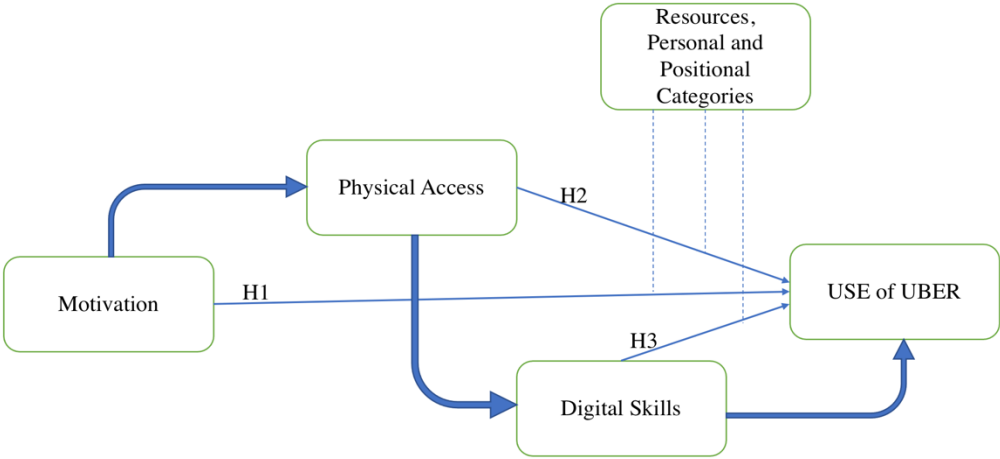 Resources,
Personal and
Positional
Categories
Physical Access
H2
Motivation
H1
USE of UBER
H3
Digital Skills